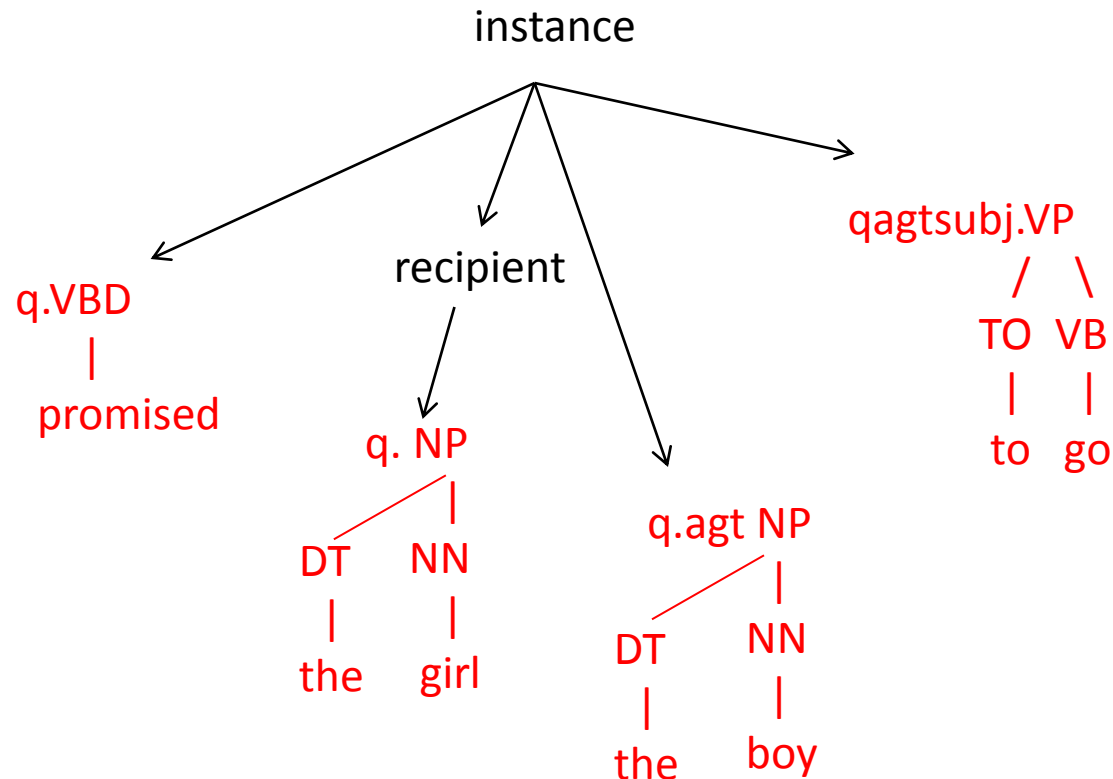 instance
qagtsubj.VP
recipient
q.VBD
TO VB
promised
q. NP
to go
q.agt NP
DT NN
DT NN
the girl
the boy